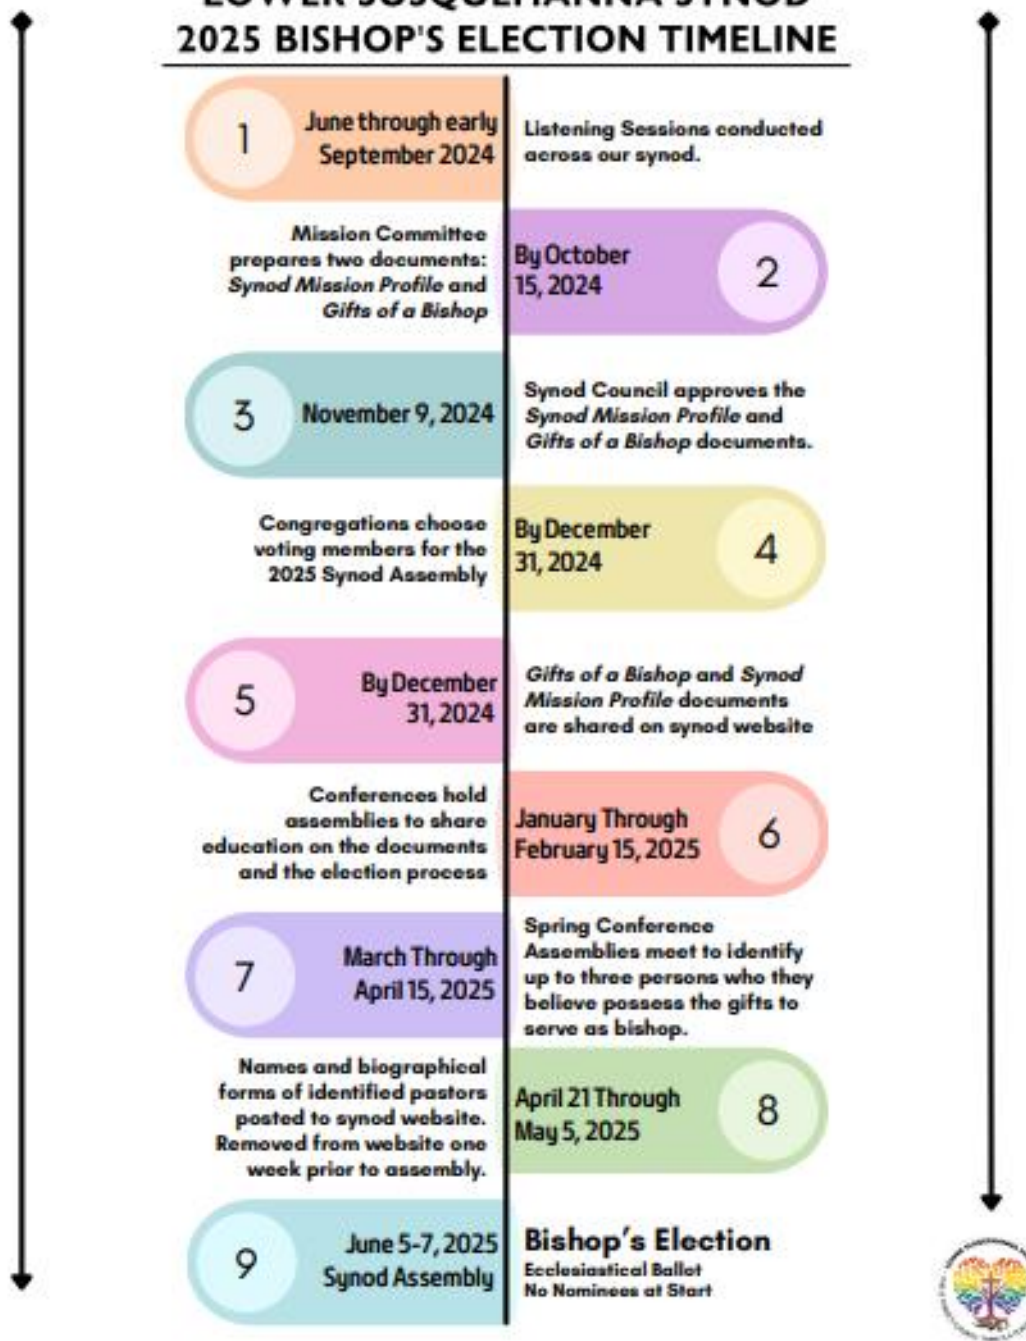 LOWER SUSQUEHANNA SYNOD
2025 BISHOP'S ELECTION TIMELINE
1
June through early
September 2024
Listening Sessions conducted
across our synod.
Mission Committee
prepares two documents:
Synod Mission Profile and
Gifts of a Bishop
By October
15, 2024
2
3
November 9, 2024
Synod Council approves the
Synod Mission Profile and
Gifts of a Bishop documents.
Congregations choose
voting members for the
2025 Synod Assembly
By December
31, 2024
4
5
By December
31, 2024
Gifts of a Bishop and Synod
Mission Profile documents
are shared on synod website
Conferences hold
assemblies to share
education on the documents
and the election process
January Through
February 15, 2025
6
7
March Through
April 15, 2025
Spring Conference
Assemblies meet to identify
up to three persons who they
believe possess the gifts to
serve as bishop.
Names and biographical
forms of identified pastors
posted to synod website.
Removed from website one
week prior to assembly.
April 21 Through
May 5, 2025
8
9
June 5-7, 2025
Synod Assembly
Bishop’s Election
Ecclesiastical Ballot
No Nominees at Start